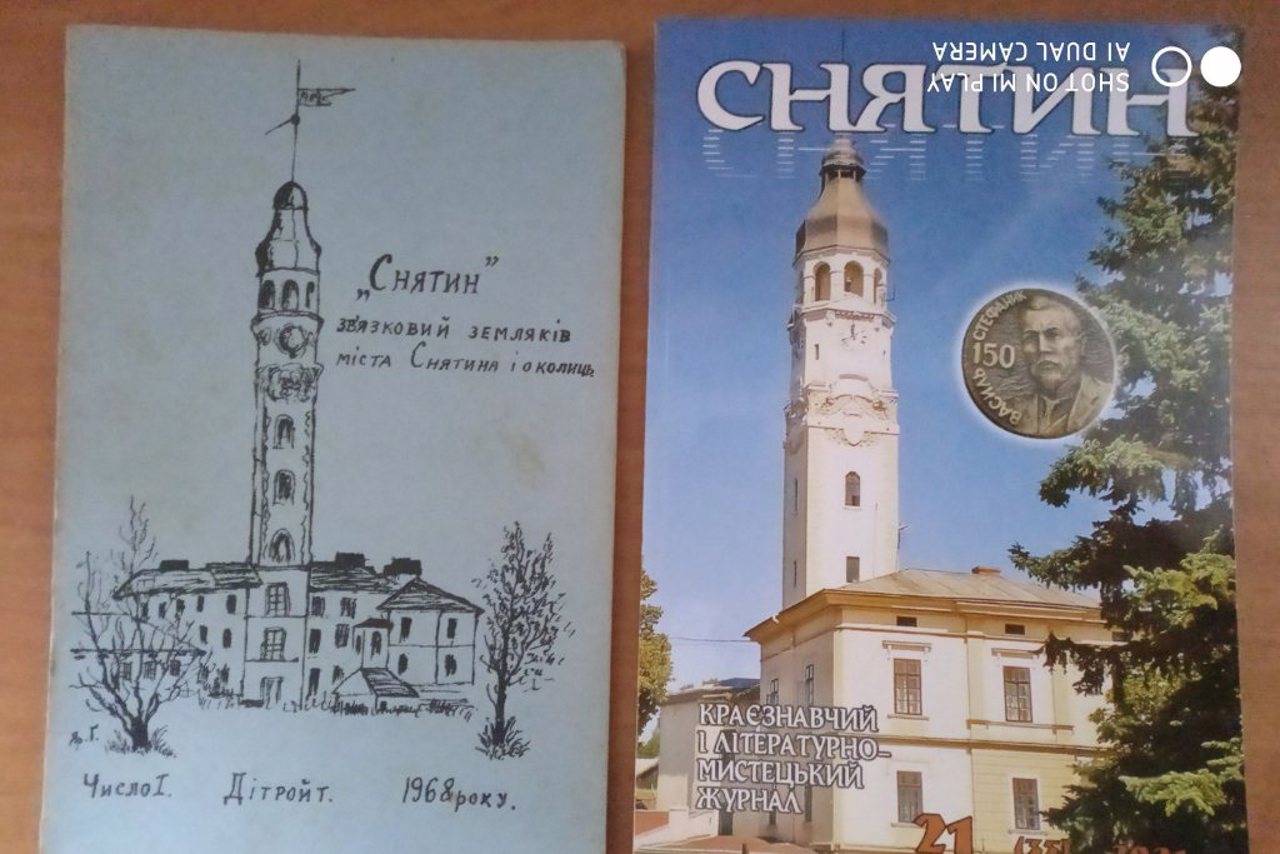 „Снятин”
зв'язковий земляків
міста Снятина і околиць
Число I. Дітройт. 1968 року.
Я. Г.
СНЯТИН
SHOT ON MI PLAY
AI DUAL CAMERA
ВАСИЛЬ СТЕФАНИК
150
КРАЄЗНАВЧИЙ
І ЛІТЕРАТУРНО-
МИСТЕЦЬКИЙ
ЖУРНАЛ
21 (35)